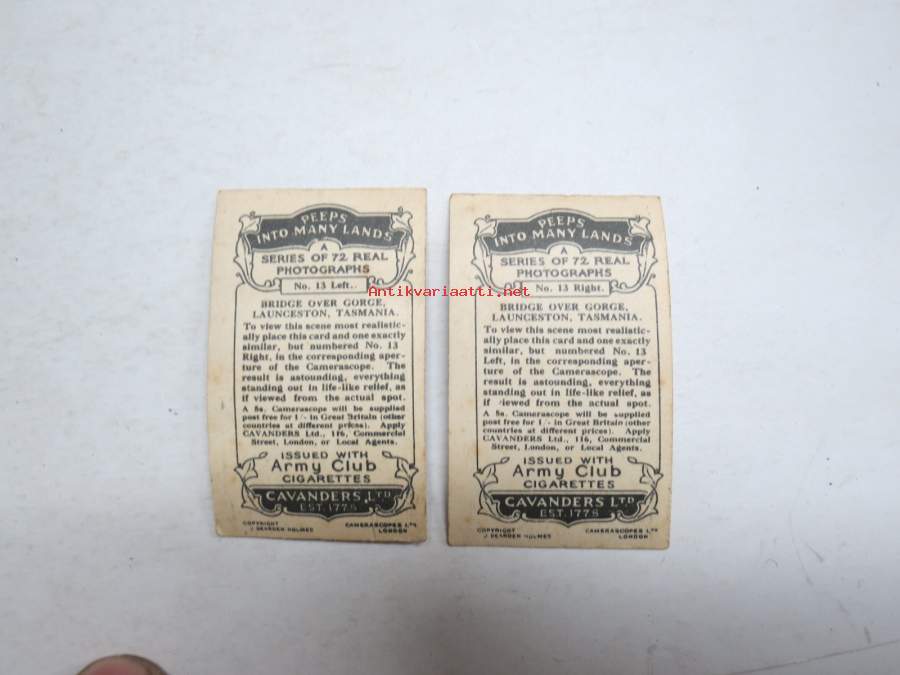 PEEPS
INTO MANY LANDS
A
SERIES OF 72 REAL
PHOTOGRAPHS
No. 13 Left.
BRIDGE OVER GORGE,
LAUNCESTON, TASMANIA.
To view this scene most realistic-
ally place this card and one exactly
similar, but numbered No. 13
Right, in the corresponding aper-
ture of the Camerascope. The
result is astounding, everything
standing out in life-like relief, as
if viewed from the actual spot.
A 5s. Camerascope will be supplied
post free for 1/- in Great Britain (other
countries at different prices). Apply
CAVANDERS Ltd., 116, Commercial
Street, London, or Local Agents.
ISSUED WITH
Army Club
CIGARETTES
CAVANDERS LTD
EST. 1775
COPYRIGHT
J DEARDEN HOLMES
CAMERASCOPES LTD
LONDON
PEEPS
INTO MANY LANDS
A
SERIES OF 72 REAL
PHOTOGRAPHS
No. 13 Right.
BRIDGE OVER GORGE,
LAUNCESTON, TASMANIA.
To view this scene most realistic-
ally place this card and one exactly
similar, but numbered No. 13
Left, in the corresponding aper-
ture of the Camerascope. The
result is astounding, everything
standing out in life-like relief, as
if viewed from the actual spot.
A 5s. Camerascope will be supplied
post free for 1/- in Great Britain (other
countries at different prices). Apply
CAVANDERS Ltd., 116, Commercial
Street, London, or Local Agents.
ISSUED WITH
Army Club
CIGARETTES
CAVANDERS LTD
EST. 1775
COPYRIGHT
J DEARDEN HOLMES
CAMERASCOPES LTD
LONDON
Antikvariaatti.net